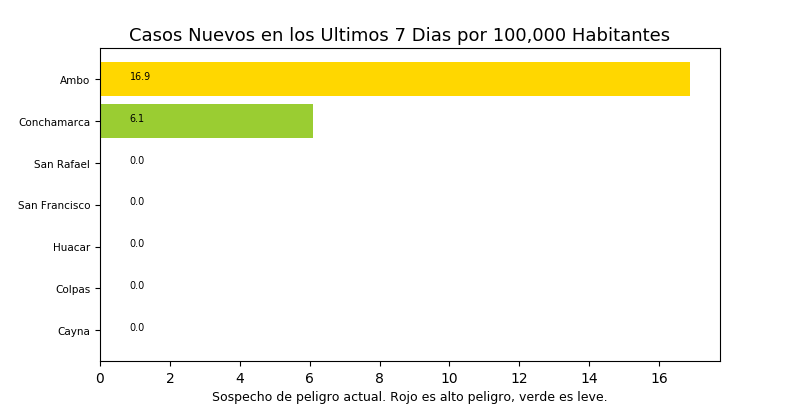 Casos Nuevos en los Ultimos 7 Dias por 100,000 Habitantes
Ambo 16.9
Conchamarca 6.1
San Rafael 0.0
San Francisco 0.0
Huacar 0.0
Colpas 0.0
Cayna 0.0
0 2 4 6 8 10 12 14 16
Sospecho de peligro actual. Rojo es alto peligro, verde es leve.